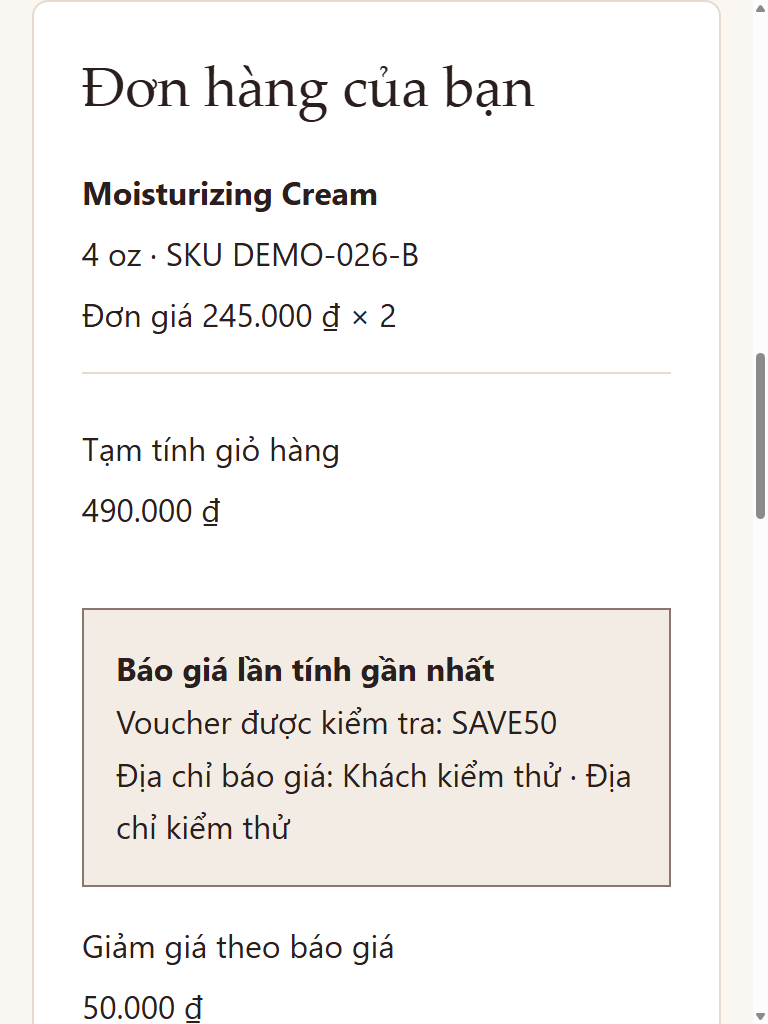 Đơn hàng của bạn
Moisturizing Cream
4 oz · SKU DEMO-026-B
Đơn giá 245.000 ₫ × 2
Tạm tính giỏ hàng
490.000 ₫
Báo giá lần tính gần nhất
Voucher được kiểm tra: SAVE50
Địa chỉ báo giá: Khách kiểm thử · Địa
chỉ kiểm thử
Giảm giá theo báo giá
50.000 ₫